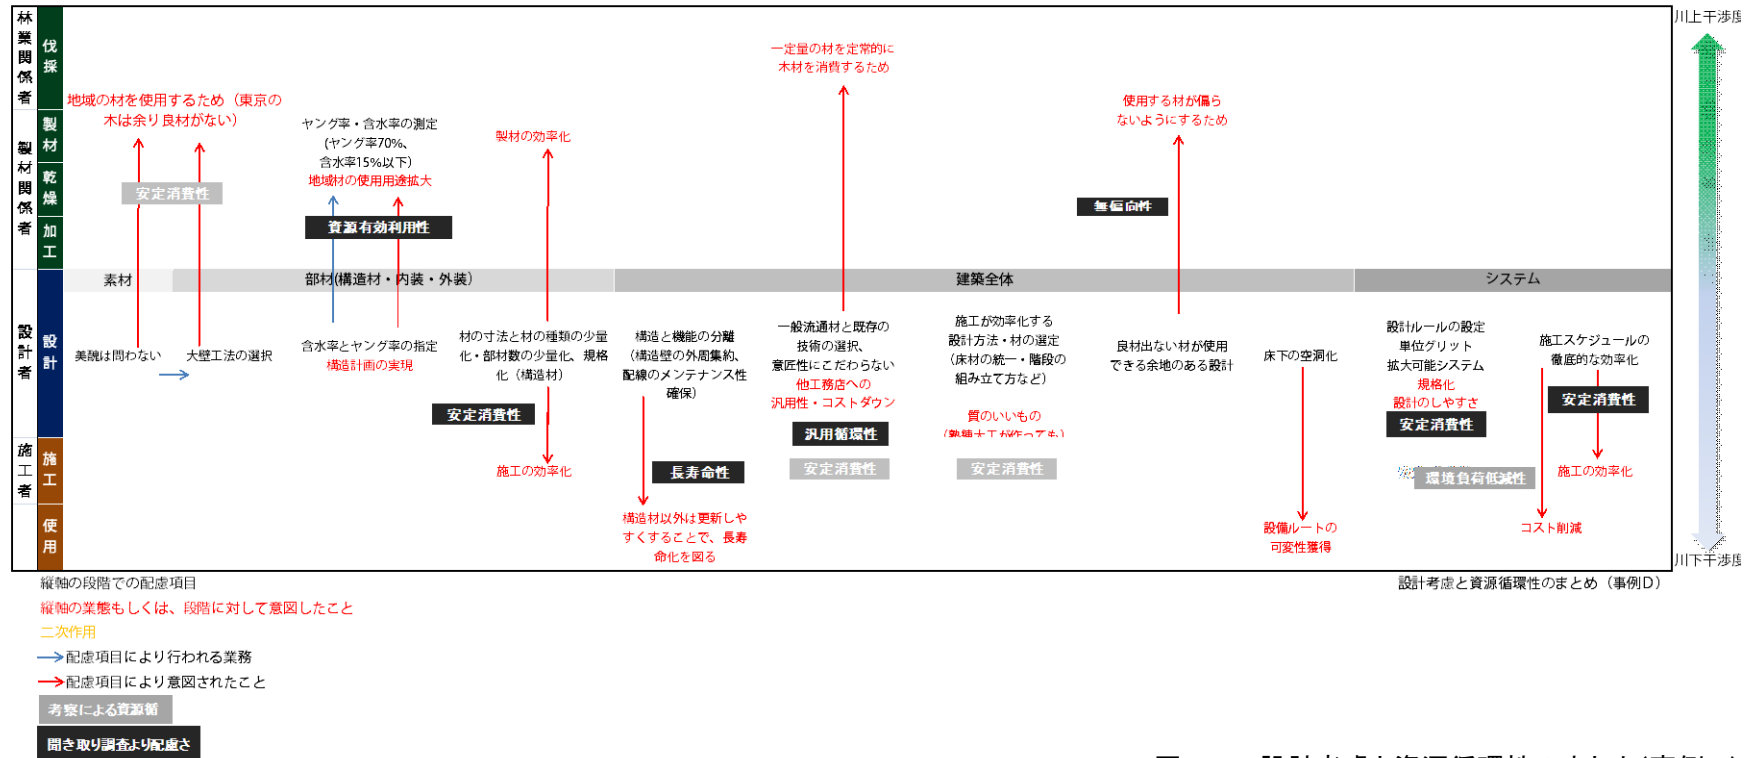 林業関係者
伐採
川上干渉度
一定量の材を定常的に
木材を消費するため
地域の材を使用するため（東京の
木は余り良材がない）
使用する材が偏ら
ないようにするため
製材関係者
製材
乾燥
加工
ヤング率・含水率の測定
(ヤング率70%、
含水率15%以下)
地域材の使用用途拡大
製材の効率化
安定消費性
資源有効利用性
無偏向性
素材
部材(構造材・内装・外装)
建築全体
システム
設計者
設計
美醜は問わない
大壁工法の選択
含水率とヤング率の指定
構造計画の実現
材の寸法と材の種類の少量
化・部材数の少量化、規格
化（構造材）
安定消費性
構造と機能の分離
（構造壁の外周集約、
配線のメンテナンス性
確保）
一般流通材と既存の
技術の選択、
意匠性にこだわらない
他工務店への
汎用性・コストダウン
汎用循環性
安定消費性
施工が効率化する
設計方法・材の選定
（床材の統一・階段の
組み立て方など）
質のいいもの
（熟練大工が作っても）
安定消費性
良材出ない材が使用
できる余地のある設計
床下の空洞化
設計ルールの設定
単位グリット
拡大可能システム
規格化
設計のしやすさ
安定消費性
環境負荷低減性
施工スケジュールの
徹底的な効率化
安定消費性
施工者
施工
施工の効率化
長寿命性
施工の効率化
使用
構造材以外は更新しや
すくすることで、長寿
命化を図る
設備ルートの
可変性獲得
コスト削減
川下干渉度
縦軸の段階での配慮項目
設計考慮と資源循環性のまとめ（事例D）
縦軸の業態もしくは、段階に対して意図したこと
二次作用
配慮項目により行われる業務
配慮項目により意図されたこと
考察による資源循
聞き取り調査より配慮さ